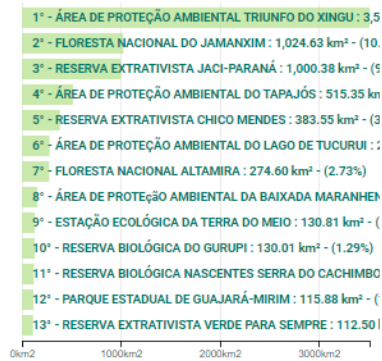 1° - ÁREA DE PROTEÇÃO AMBIENTAL TRIUNFO DO XINGU : 3,5
2° - FLORESTA NACIONAL DO JAMANXIM : 1,024.63 km² - (10.
3° - RESERVA EXTRATIVISTA JACI-PARANÁ : 1,000.38 km² - (9
4° - ÁREA DE PROTEÇÃO AMBIENTAL DO TAPAJÓS : 515.35 km
5° - RESERVA EXTRATIVISTA CHICO MENDES : 383.55 km² - (3
6° - ÁREA DE PROTEÇÃO AMBIENTAL DO LAGO DE TUCURUI : 2
7° - FLORESTA NACIONAL ALTAMIRA : 274.60 km² - (2.73%)
8° - ÁREA DE PROTEçãO AMBIENTAL DA BAIXADA MARANHEN
9° - ESTAÇÃO ECOLÓGICA DA TERRA DO MEIO : 130.81 km² - (
10° - RESERVA BIOLÓGICA DO GURUPI : 130.01 km² - (1.29%)
11° - RESERVA BIOLÓGICA NASCENTES SERRA DO CACHIMBO
12° - PARQUE ESTADUAL DE GUAJARÁ-MIRIM : 115.88 km² - (
13° - RESERVA EXTRATIVISTA VERDE PARA SEMPRE : 112.50
0km2 1000km2 2000km2 3000km2